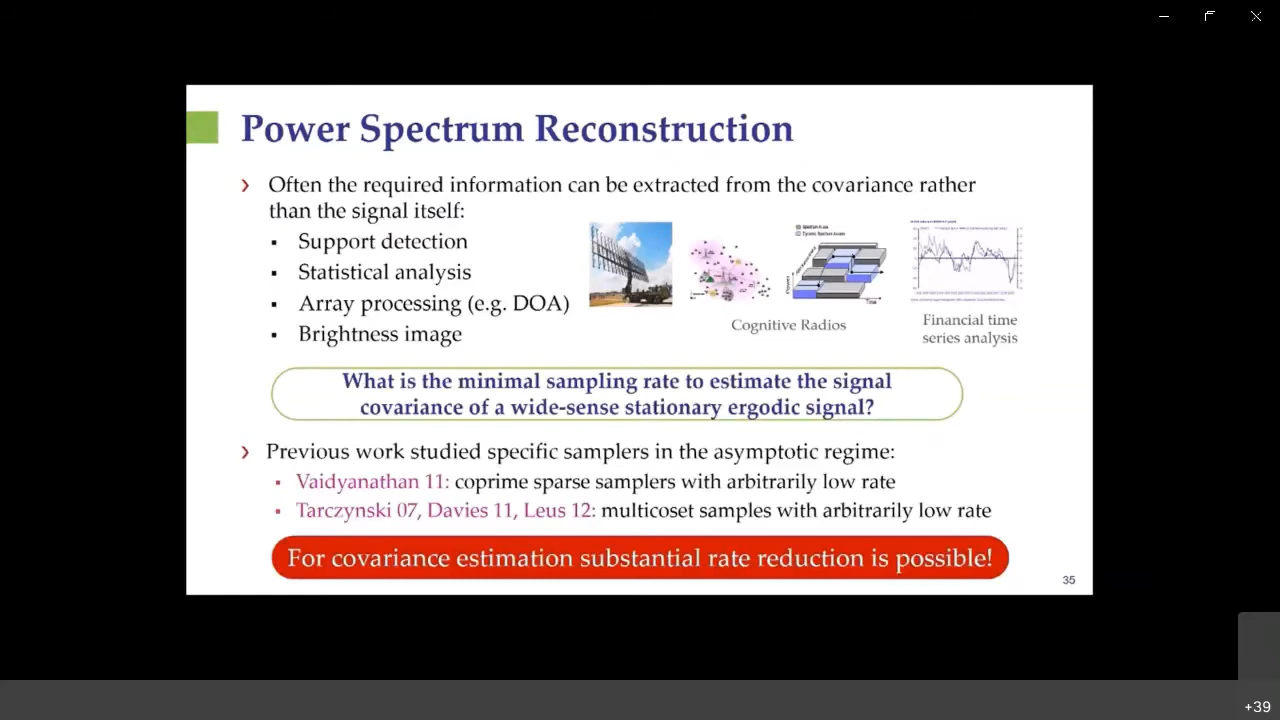 Power Spectrum Reconstruction
› Often the required information can be extracted from the covariance rather
than the signal itself:
▪ Support detection
▪ Statistical analysis
▪ Array processing (e.g. DOA)
▪ Brightness image
Power
Time
Cognitive Radios
Financial time
series analysis
What is the minimal sampling rate to estimate the signal
covariance of a wide-sense stationary ergodic signal?
› Previous work studied specific samplers in the asymptotic regime:
▪ Vaidyanathan 11: coprime sparse samplers with arbitrarily low rate
▪ Tarczynski 07, Davies 11, Leus 12: multicoset samples with arbitrarily low rate
For covariance estimation substantial rate reduction is possible!
35
+39